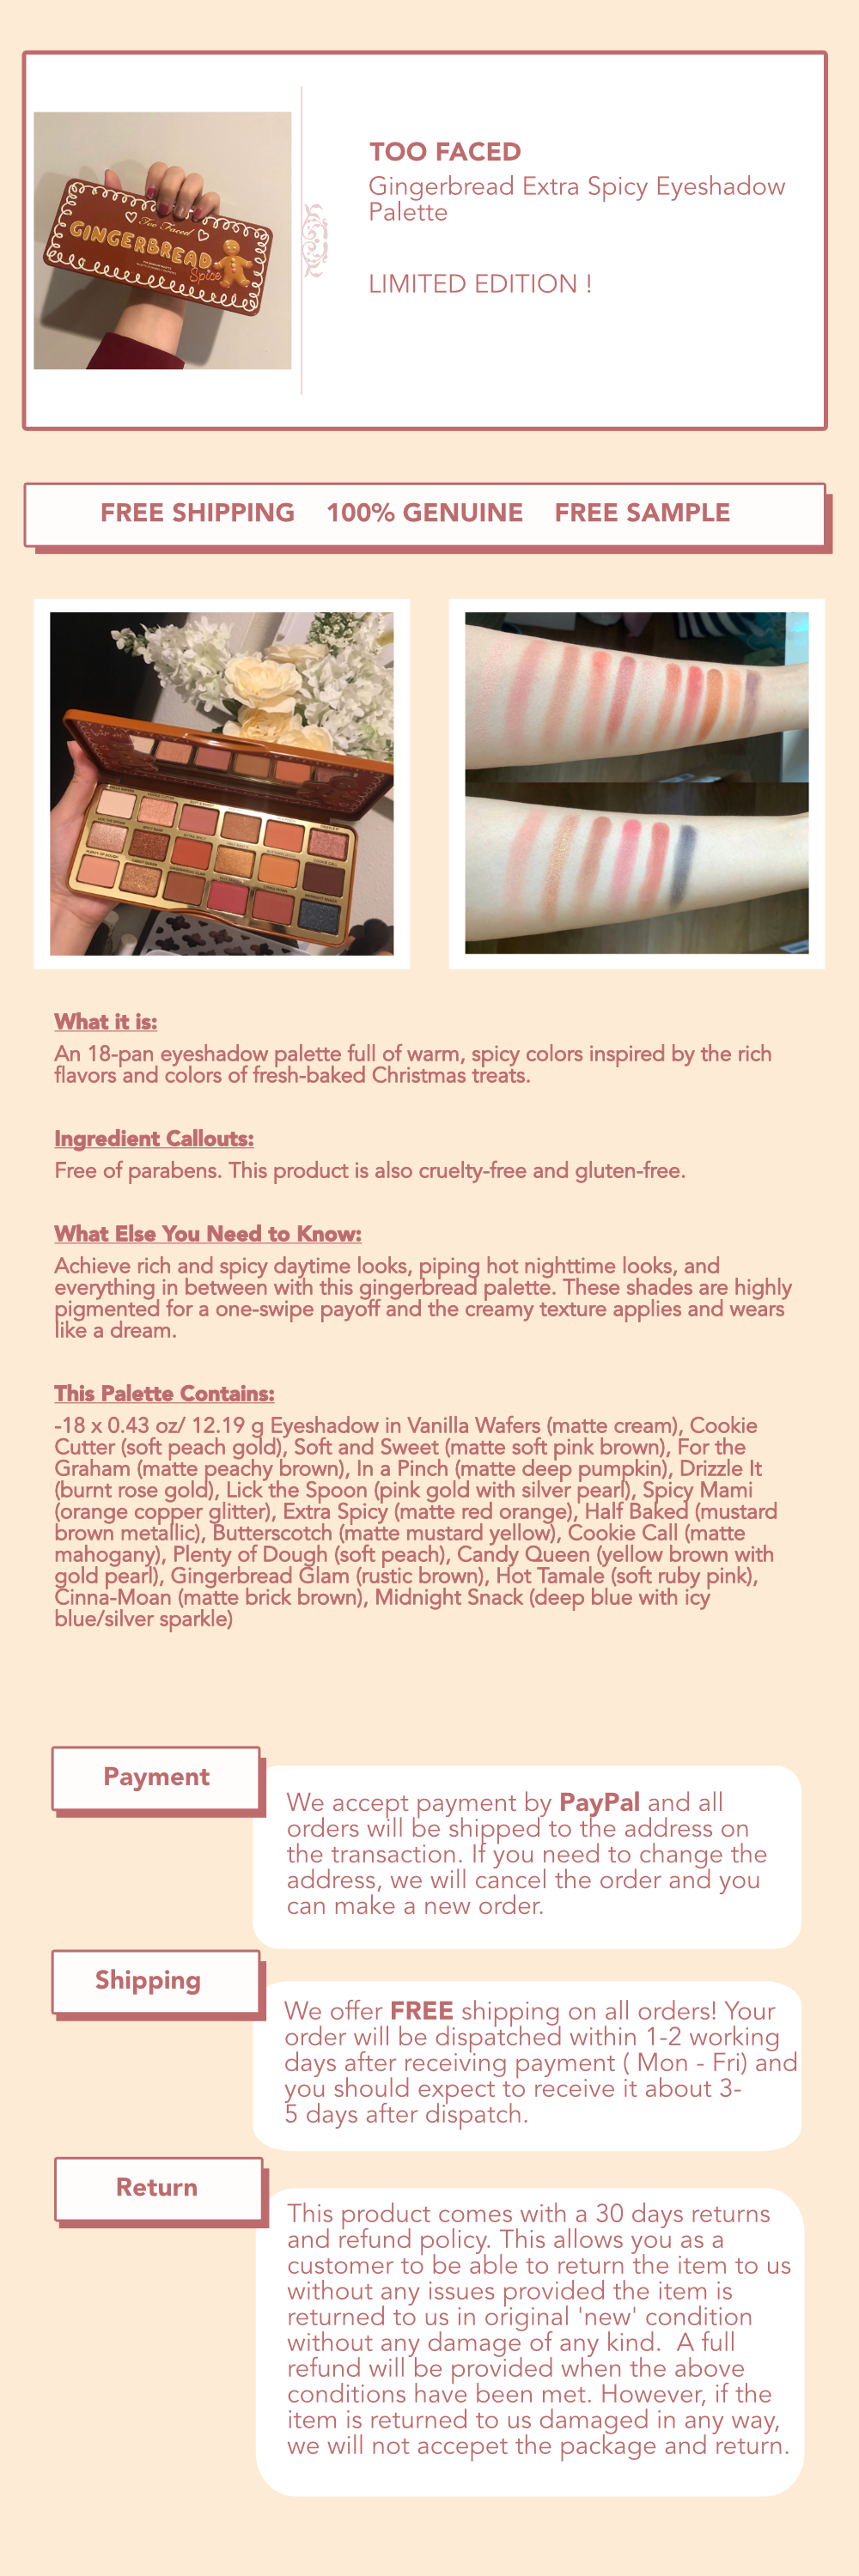 Too Faced
GINGERBREAD
Spice
TOO FACED
Gingerbread Extra Spicy Eyeshadow
Palette
LIMITED EDITION !
FREE SHIPPING 100% GENUINE FREE SAMPLE
What it is:
An 18-pan eyeshadow palette full of warm, spicy colors inspired by the rich
flavors and colors of fresh-baked Christmas treats.
Ingredient Callouts:
Free of parabens. This product is also cruelty-free and gluten-free.
What Else You Need to Know:
Achieve rich and spicy daytime looks, piping hot nighttime looks, and
everything in between with this gingerbread palette. These shades are highly
pigmented for a one-swipe payoff and the creamy texture applies and wears
like a dream.
This Palette Contains:
-18 x 0.43 oz/ 12.19 g Eyeshadow in Vanilla Wafers (matte cream), Cookie
Cutter (soft peach gold), Soft and Sweet (matte soft pink brown), For the
Graham (matte peachy brown), In a Pinch (matte deep pumpkin), Drizzle It
(burnt rose gold), Lick the Spoon (pink gold with silver pearl), Spicy Mami
(orange copper glitter), Extra Spicy (matte red orange), Half Baked (mustard
brown metallic), Butterscotch (matte mustard yellow), Cookie Call (matte
mahogany), Plenty of Dough (soft peach), Candy Queen (yellow brown with
gold pearl), Gingerbread Glam (rustic brown), Hot Tamale (soft ruby pink),
Cinna-Moan (matte brick brown), Midnight Snack (deep blue with icy
blue/silver sparkle)
Payment
We accept payment by PayPal and all
orders will be shipped to the address on
the transaction. If you need to change the
address, we will cancel the order and you
can make a new order.
Shipping
We offer FREE shipping on all orders! Your
order will be dispatched within 1-2 working
days after receiving payment ( Mon - Fri) and
you should expect to receive it about 3-
5 days after dispatch.
Return
This product comes with a 30 days returns
and refund policy. This allows you as a
customer to be able to return the item to us
without any issues provided the item is
returned to us in original 'new' condition
without any damage of any kind.  A full
refund will be provided when the above
conditions have been met. However, if the
item is returned to us damaged in any way,
we will not accepet the package and return.